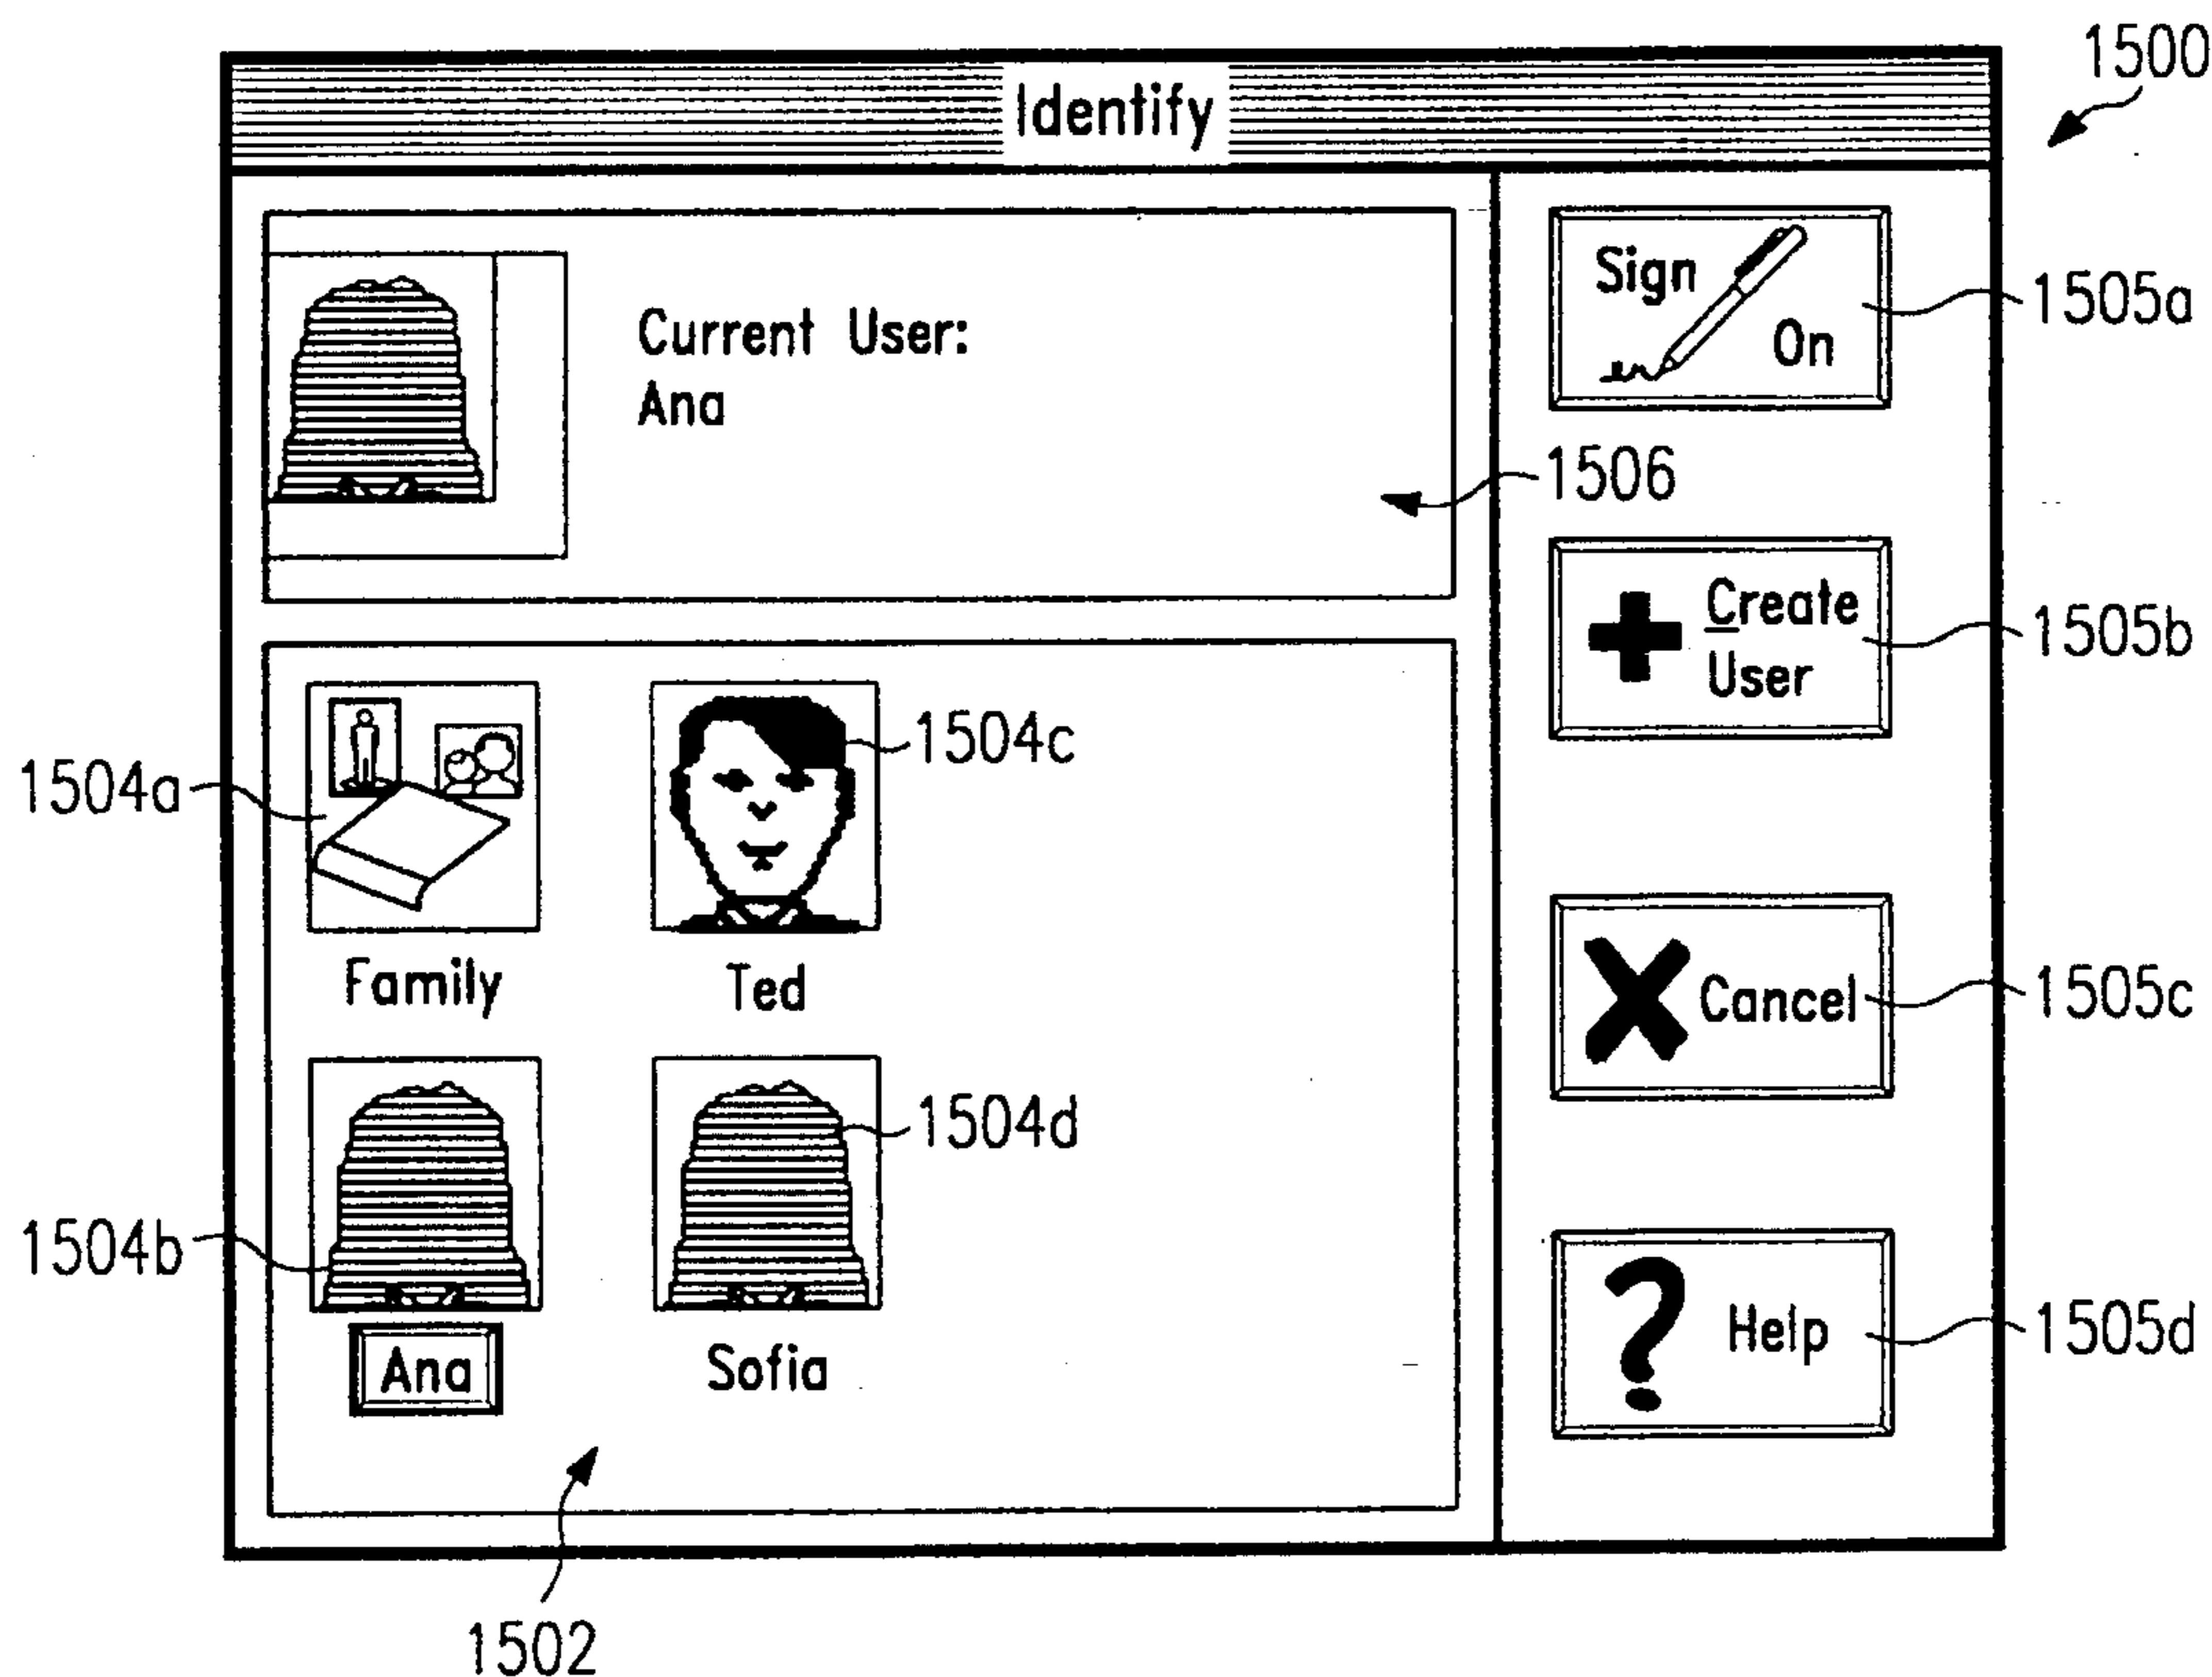 1500
Identify
Current User:
Ana
Sign
On
1505a
1506
Create
User
1505b
1504a
1504c
Family
Ted
Cancel
1505c
1504b
1504d
Ana
Sofia
Help
1505d
1502